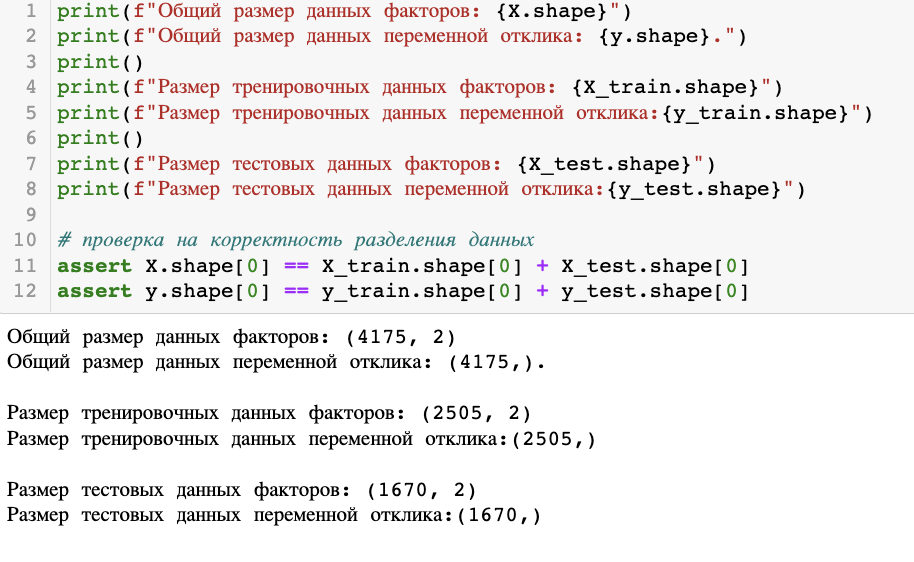 1 print(f"Общий размер данных факторов: {X.shape}")
2 print(f"Общий размер данных переменной отклика: {y.shape}.")
3 print()
4 print(f"Размер тренировочных данных факторов: {X_train.shape}")
5 print(f"Размер тренировочных данных переменной отклика:{y_train.shape}")
6 print()
7 print(f"Размер тестовых данных факторов: {X_test.shape}")
8 print(f"Размер тестовых данных переменной отклика:{y_test.shape}")
9
10 # проверка на корректность разделения данных
11 assert X.shape[0] == X_train.shape[0] + X_test.shape[0]
12 assert y.shape[0] == y_train.shape[0] + y_test.shape[0]
Общий размер данных факторов: (4175, 2)
Общий размер данных переменной отклика: (4175,).
Размер тренировочных данных факторов: (2505, 2)
Размер тренировочных данных переменной отклика:(2505,)
Размер тестовых данных факторов: (1670, 2)
Размер тестовых данных переменной отклика:(1670,)